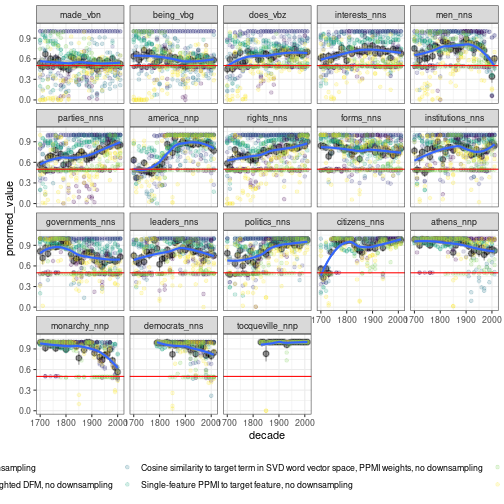 made_vbn being_vbg does_vbz interests_nns men_nns
0.9
0.6
0.3
0.0
parties_nns america_nnp rights_nns forms_nns institutions_nns
0.9
0.6
0.3
0.0
pnormed_value
governments_nns leaders_nns politics_nns citizens_nns athens_nnp
0.9
0.6
0.3
0.0
1700 1800 1900 2000 1700 1800 1900 2000
monarchy_nnp democrats_nns tocqueville_nnp
0.9
0.6
0.3
0.0
1700 1800 1900 2000 1700 1800 1900 2000 1700 1800 1900 2000
decade
nsampling Cosine similarity to target term in SVD word vector space, PPMI weights, no downsampling
ghted DFM, no downsampling Single-feature PPMI to target feature, no downsampling